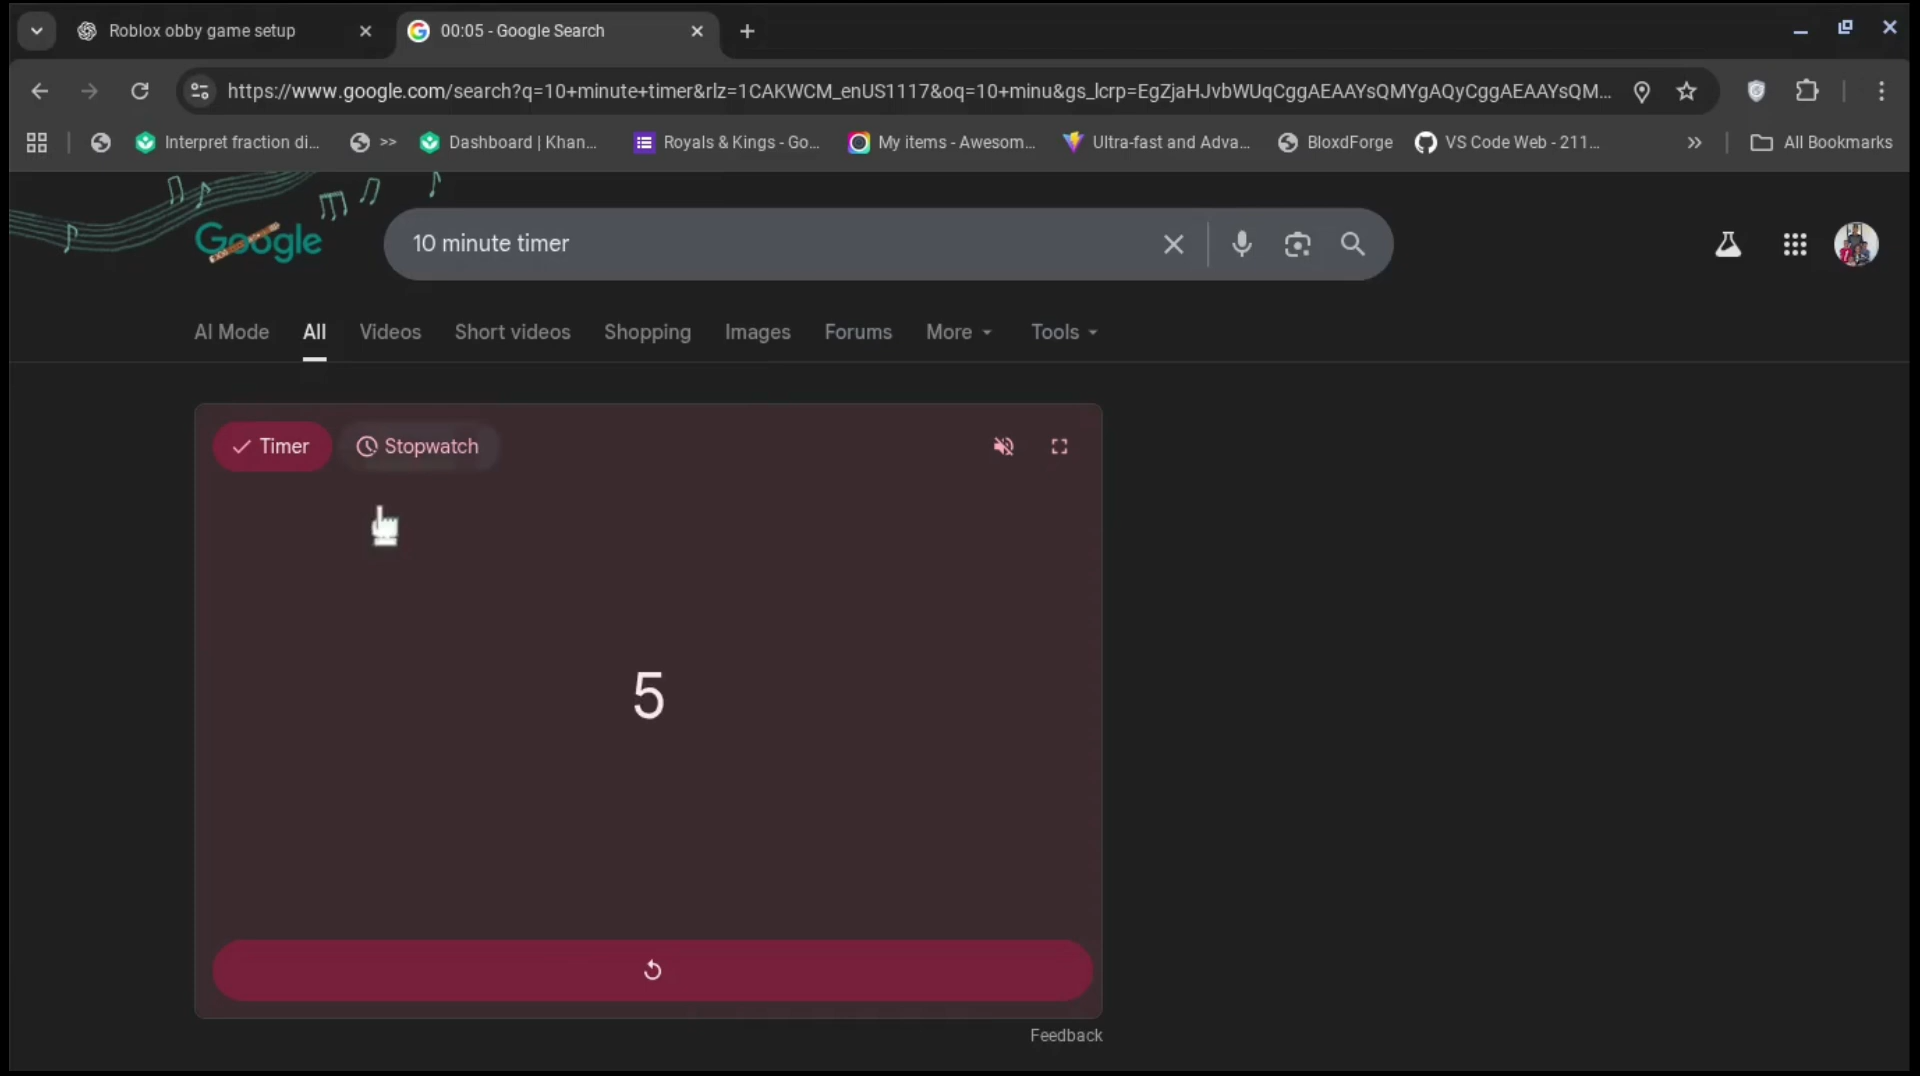 Roblox obby game setup
00:05 - Google Search
https://www.google.com/search?q=10+minute+timer&rlz=1CAKWCM_enUS1117&oq=10+minu&gs_lcrp=EgZjaHJvbWUqCggAEAAYsQMYgAQyCggAEAAYsQM...
Interpret fraction di...
>>
Dashboard | Khan...
Royals & Kings - Go...
My items - Awesom...
Ultra-fast and Adva...
BloxdForge
VS Code Web - 211...
All Bookmarks
Google
10 minute timer
AI Mode
All
Videos
Short videos
Shopping
Images
Forums
More
Tools
Timer
Stopwatch
5
Feedback